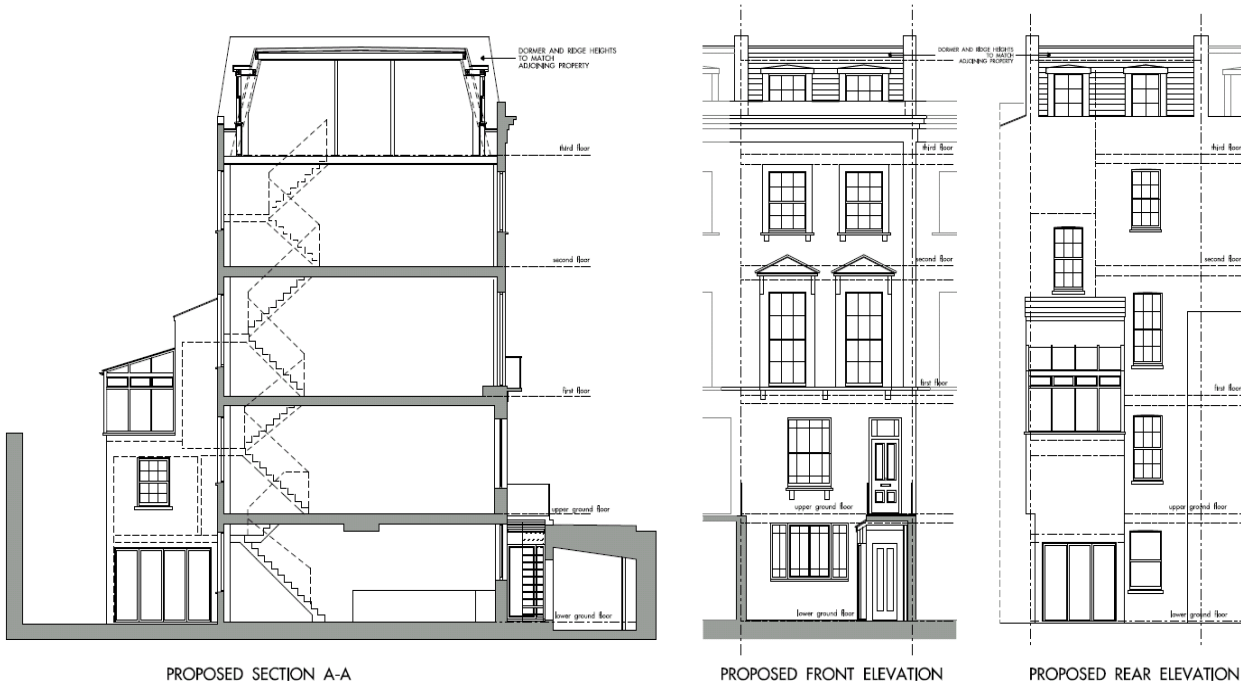 DORMER AND RIDGE HEIGHTS
TO MATCH
ADJOINING PROPERTY
third floor
second floor
first floor
upper ground floor
lower ground floor
PROPOSED SECTION A-A
DORMER AND RIDGE HEIGHTS
TO MATCH
ADJOINING PROPERTY
third floor
second floor
first floor
upper ground floor
lower ground floor
PROPOSED FRONT ELEVATION
third floor
second floor
first floor
upper ground floor
lower ground floor
PROPOSED REAR ELEVATION